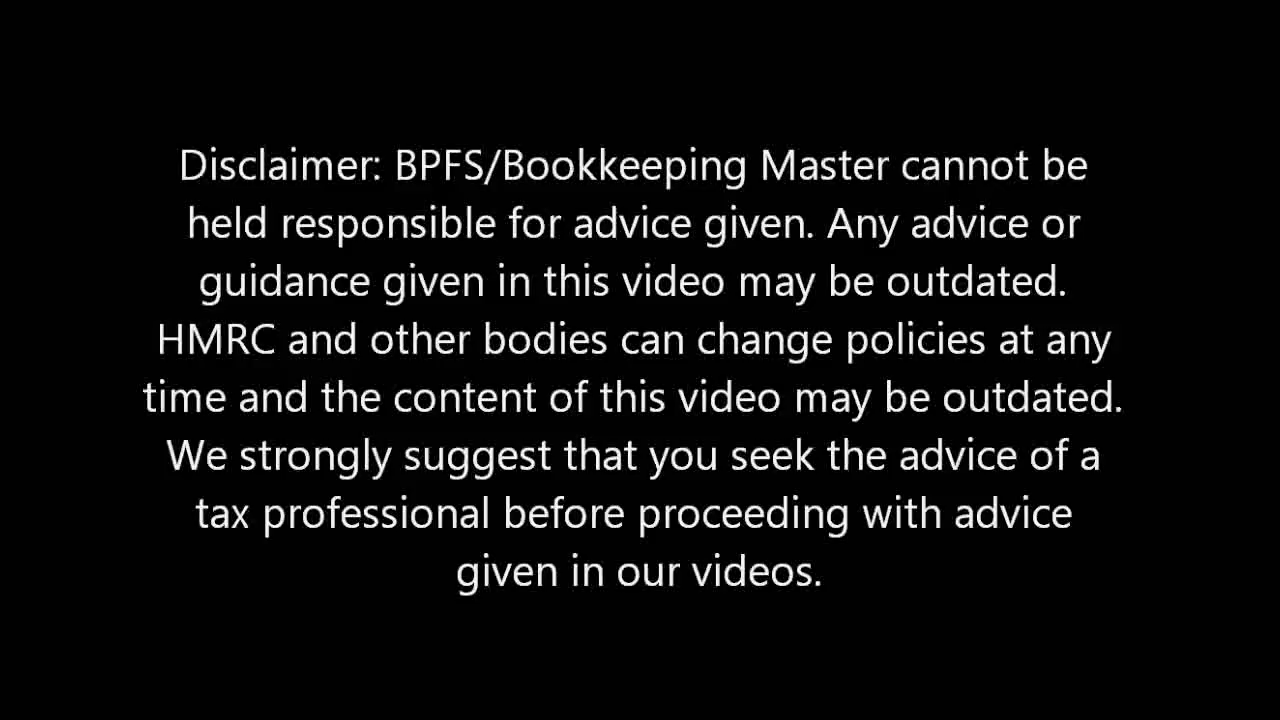 Disclaimer: BPFS/Bookkeeping Master cannot be
held responsible for advice given. Any advice or
guidance given in this video may be outdated.
HMRC and other bodies can change policies at any
time and the content of this video may be outdated.
We strongly suggest that you seek the advice of a
tax professional before proceeding with advice
given in our videos.